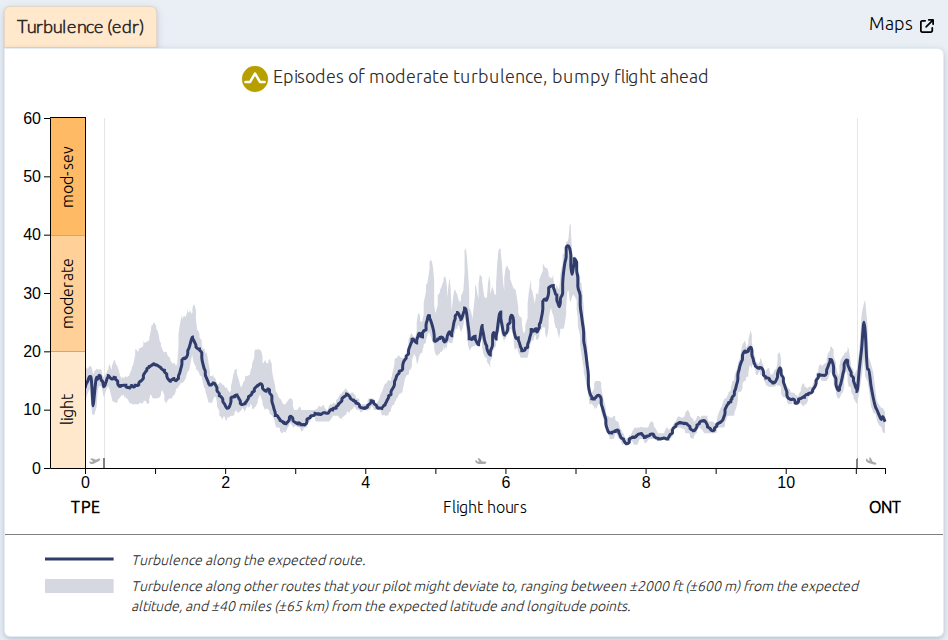 Turbulence (edr)
Maps
Episodes of moderate turbulence, bumpy flight ahead
60
50
40
30
20
10
0
mod-sev
moderate
light
0 2 4 6 8 10
TPE Flight hours ONT
Turbulence along the expected route.
Turbulence along other routes that your pilot might deviate to, ranging between ±2000 ft (±600 m) from the expected
altitude, and ±40 miles (±65 km) from the expected latitude and longitude points.